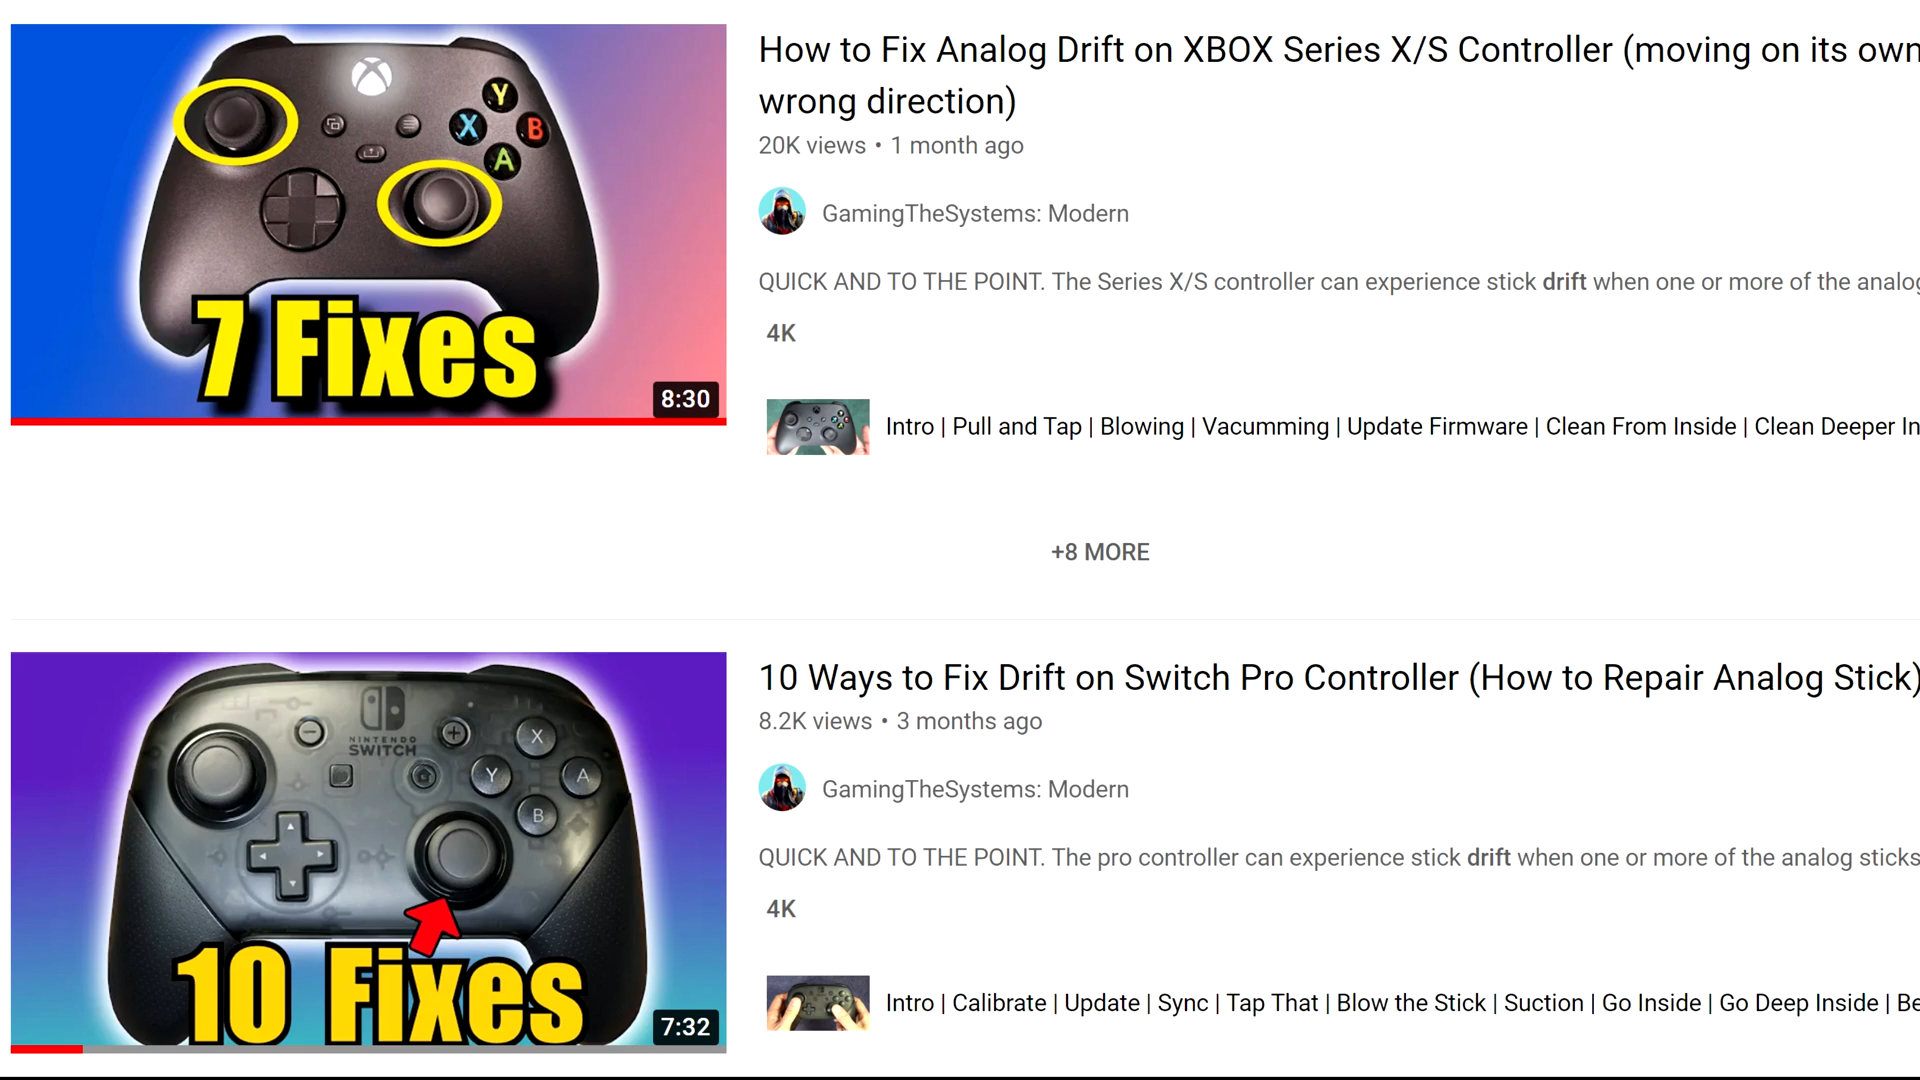 Y
X
B
A
7 Fixes
8:30
How to Fix Analog Drift on XBOX Series X/S Controller (moving on its own
wrong direction)
20K views • 1 month ago
GamingTheSystems: Modern
QUICK AND TO THE POINT. The Series X/S controller can experience stick drift when one or more of the analog
4K
Intro | Pull and Tap | Blowing | Vacumming | Update Firmware | Clean From Inside | Clean Deeper In
+8 MORE
NINTENDO
SWITCH
X
Y
A
B
10 Fixes
7:32
10 Ways to Fix Drift on Switch Pro Controller (How to Repair Analog Stick)
8.2K views • 3 months ago
GamingTheSystems: Modern
QUICK AND TO THE POINT. The pro controller can experience stick drift when one or more of the analog sticks
4K
Intro | Calibrate | Update | Sync | Tap That | Blow the Stick | Suction | Go Inside | Go Deep Inside | Be